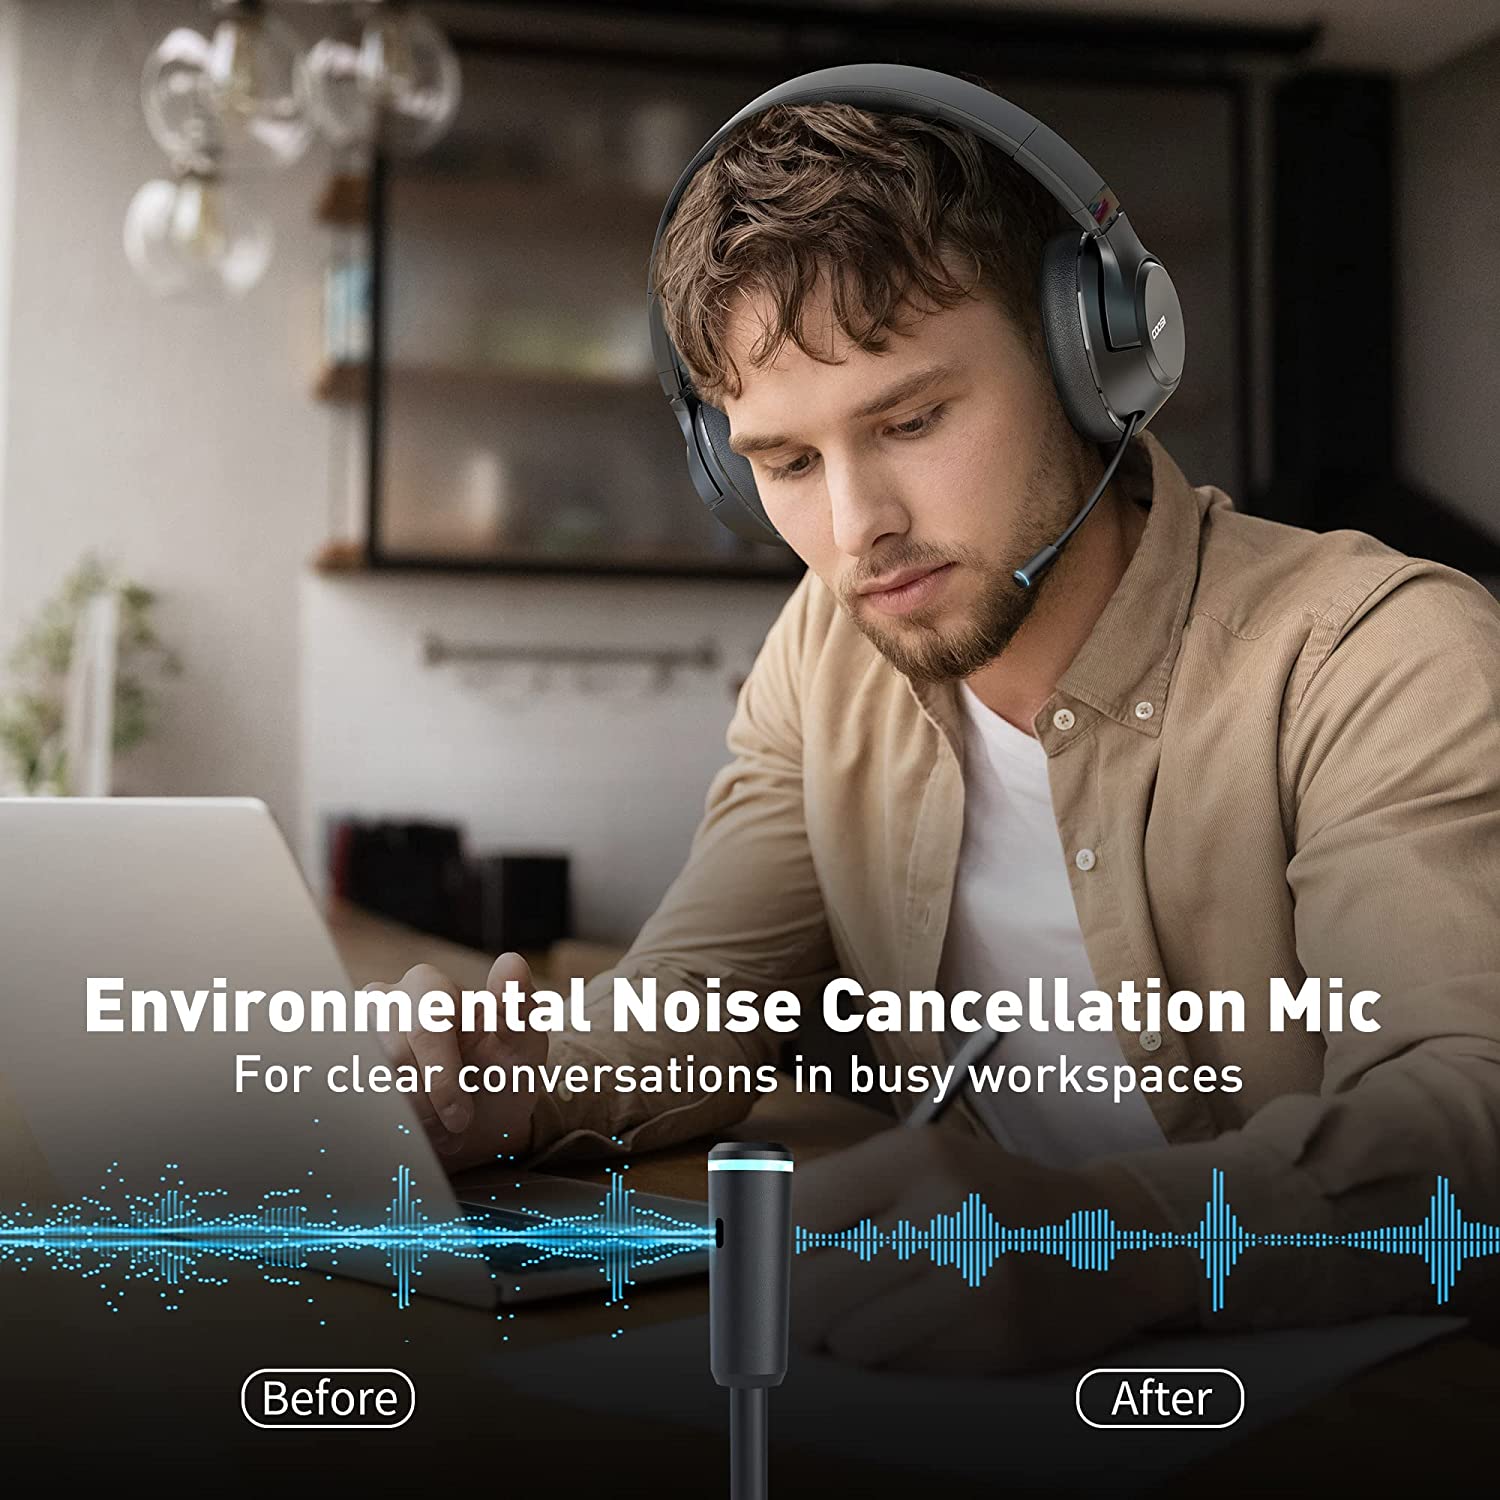 Environmental Noise Cancellation Mic
For clear conversations in busy workspaces
Before
After